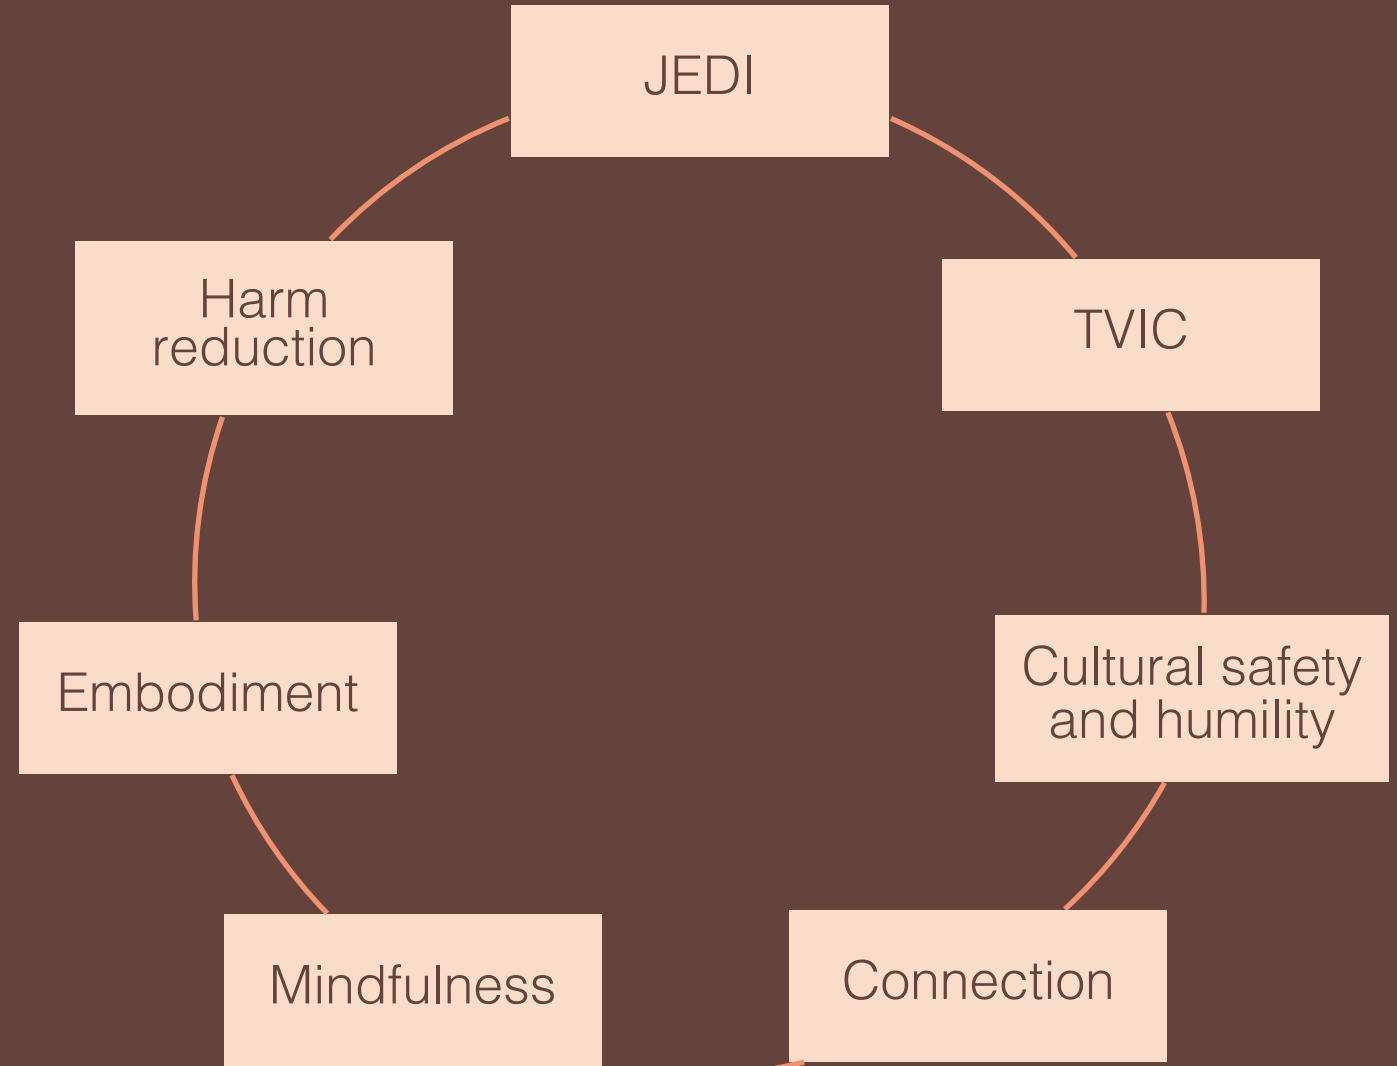 JEDI
Harm
reduction
TVIC
Embodiment
Cultural safety
and humility
Mindfulness
Connection